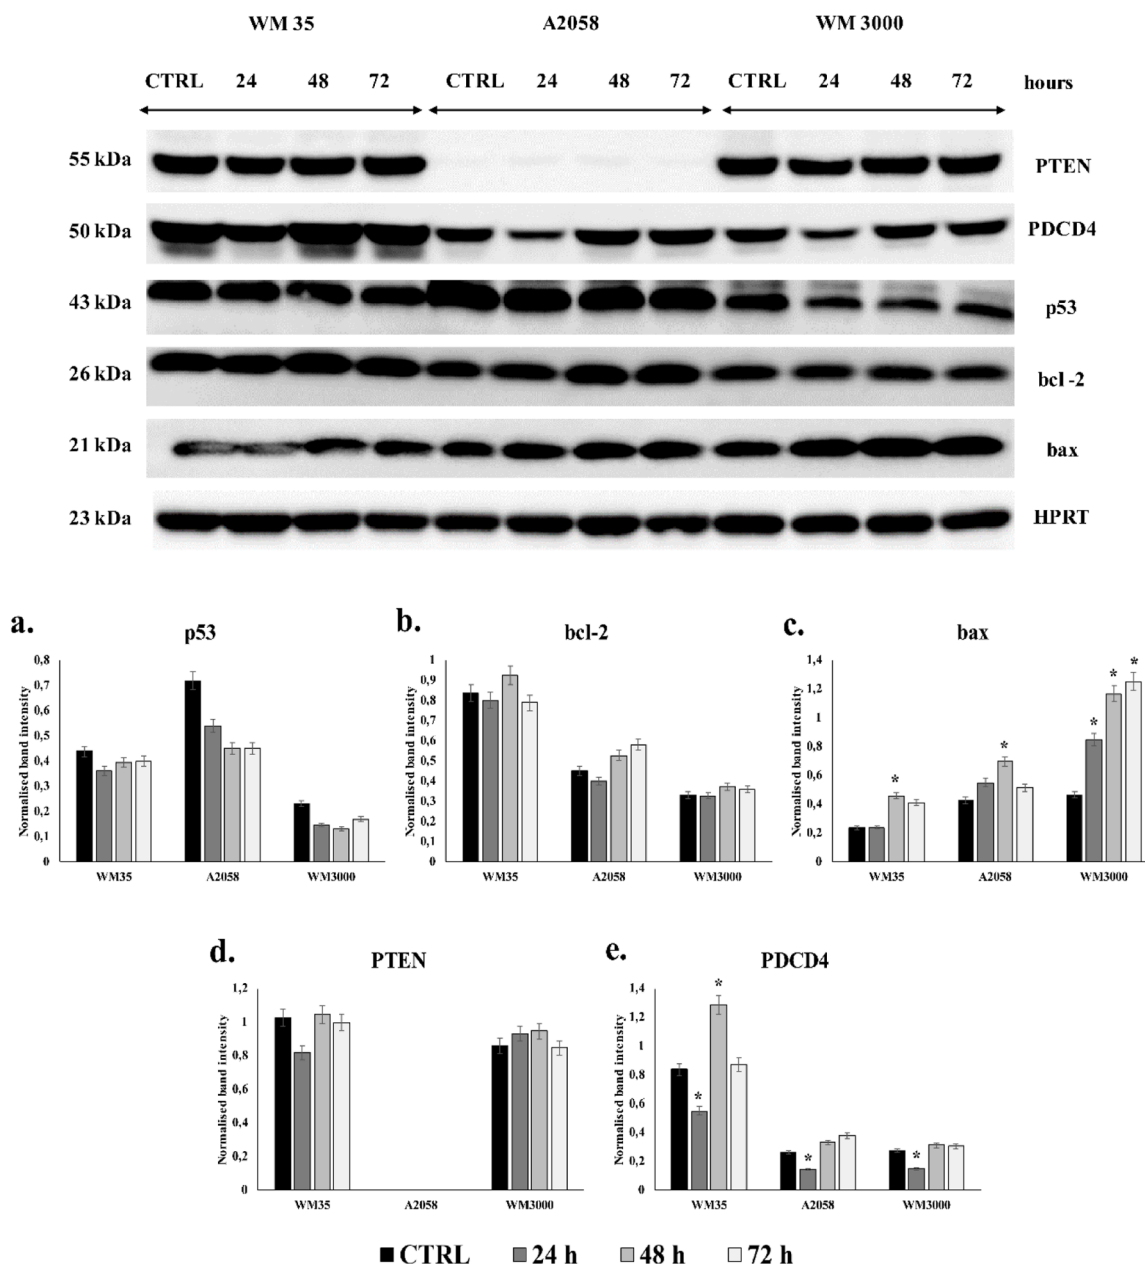 WM 35 A2058 WM 3000
CTRL 24 48 72 CTRL 24 48 72 CTRL 24 48 72 hours
55 kDa PTEN
50 kDa PDCD4
43 kDa p53
26 kDa bcl -2
21 kDa bax
23 kDa HPRT
a. p53
Normalised band intensity
0,8
0,7
0,6
0,5
0,4
0,3
0,2
0,1
0
WM35 A2058 WM3000
b. bcl-2
Normalised band intensity
1
0,9
0,8
0,7
0,6
0,5
0,4
0,3
0,2
0,1
0
WM35 A2058 WM3000
c. bax
Normalised band intensity
1,4
1,2
1
0,8
0,6
0,4
0,2
0
* * * * *
WM35 A2058 WM3000
d. PTEN
Normalised band intensity
1,2
1
0,8
0,6
0,4
0,2
0
WM35 A2058 WM3000
e. PDCD4
Normalised band intensity
1,4
1,2
1
0,8
0,6
0,4
0,2
0
* * * *
WM35 A2058 WM3000
CTRL 24 h 48 h 72 h